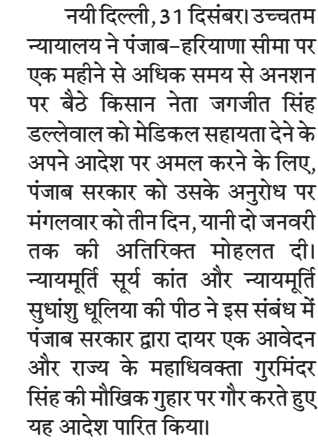 नयी दिल्ली, 31 दिसंबर। उच्चतम
न्यायालय ने पंजाब-हरियाणा सीमा पर
एक महीने से अधिक समय से अनशन
पर बैठे किसान नेता जगजीत सिंह
डल्लेवाल को मेडिकल सहायता देने के
अपने आदेश पर अमल करने के लिए,
पंजाब सरकार को उसके अनुरोध पर
मंगलवार को तीन दिन, यानी दो जनवरी
तक की अतिरिक्त मोहलत दी।
न्यायमूर्ति सूर्य कांत और न्यायमूर्ति
सुधांशु धूलिया की पीठ ने इस संबंध में
पंजाब सरकार द्वारा दायर एक आवेदन
और राज्य के महाधिवक्ता गुरमिंदर
सिंह की मौखिक गुहार पर गौर करते हुए
यह आदेश पारित किया।